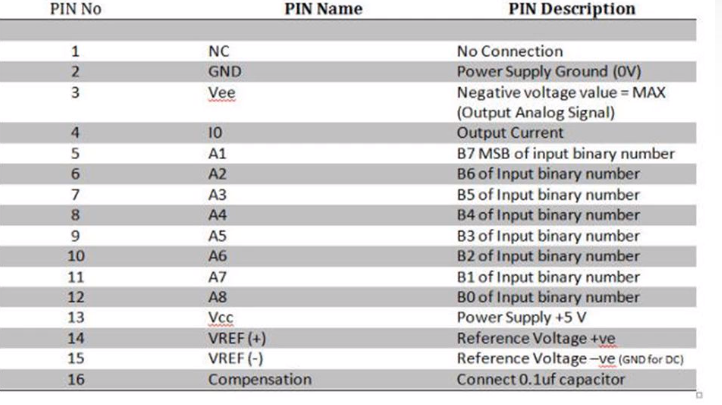 PIN No PIN Name PIN Description
1 NC No Connection
2 GND Power Supply Ground (0V)
3 Vee Negative voltage value = MAX
(Output Analog Signal)
4 I0 Output Current
5 A1 B7 MSB of input binary number
6 A2 B6 of Input binary number
7 A3 B5 of Input binary number
8 A4 B4 of Input binary number
9 A5 B3 of Input binary number
10 A6 B2 of Input binary number
11 A7 B1 of Input binary number
12 A8 B0 of Input binary number
13 Vcc Power Supply +5 V
14 VREF (+) Reference Voltage +ve
15 VREF (-) Reference Voltage –ve (GND for DC)
16 Compensation Connect 0.1uf capacitor